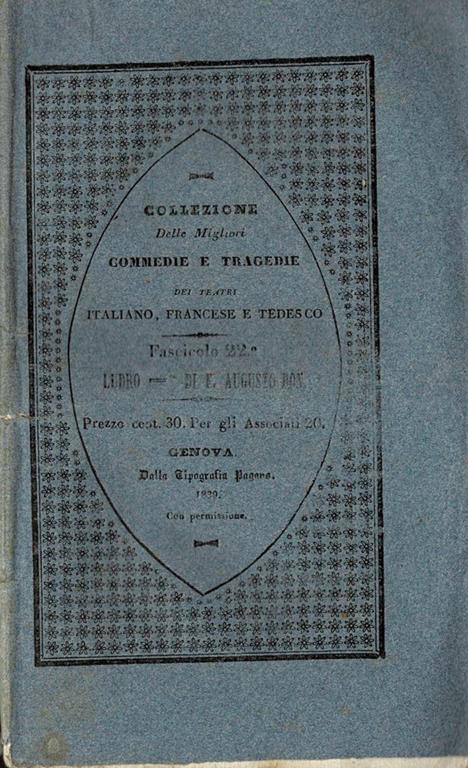 COLLEZIONE
Delle Migliori
COMMEDIE E TRAGEDIE
DEI TEATRI
ITALIANO, FRANCESE E TEDESCO
Fascicolo 22.°
LUDRO = DI F. AUGUSTO BON.
Prezzo cent. 30. Per gli Associati 20.
GENOVA.
Dalla Tipografia Pagano.
Con permissione.